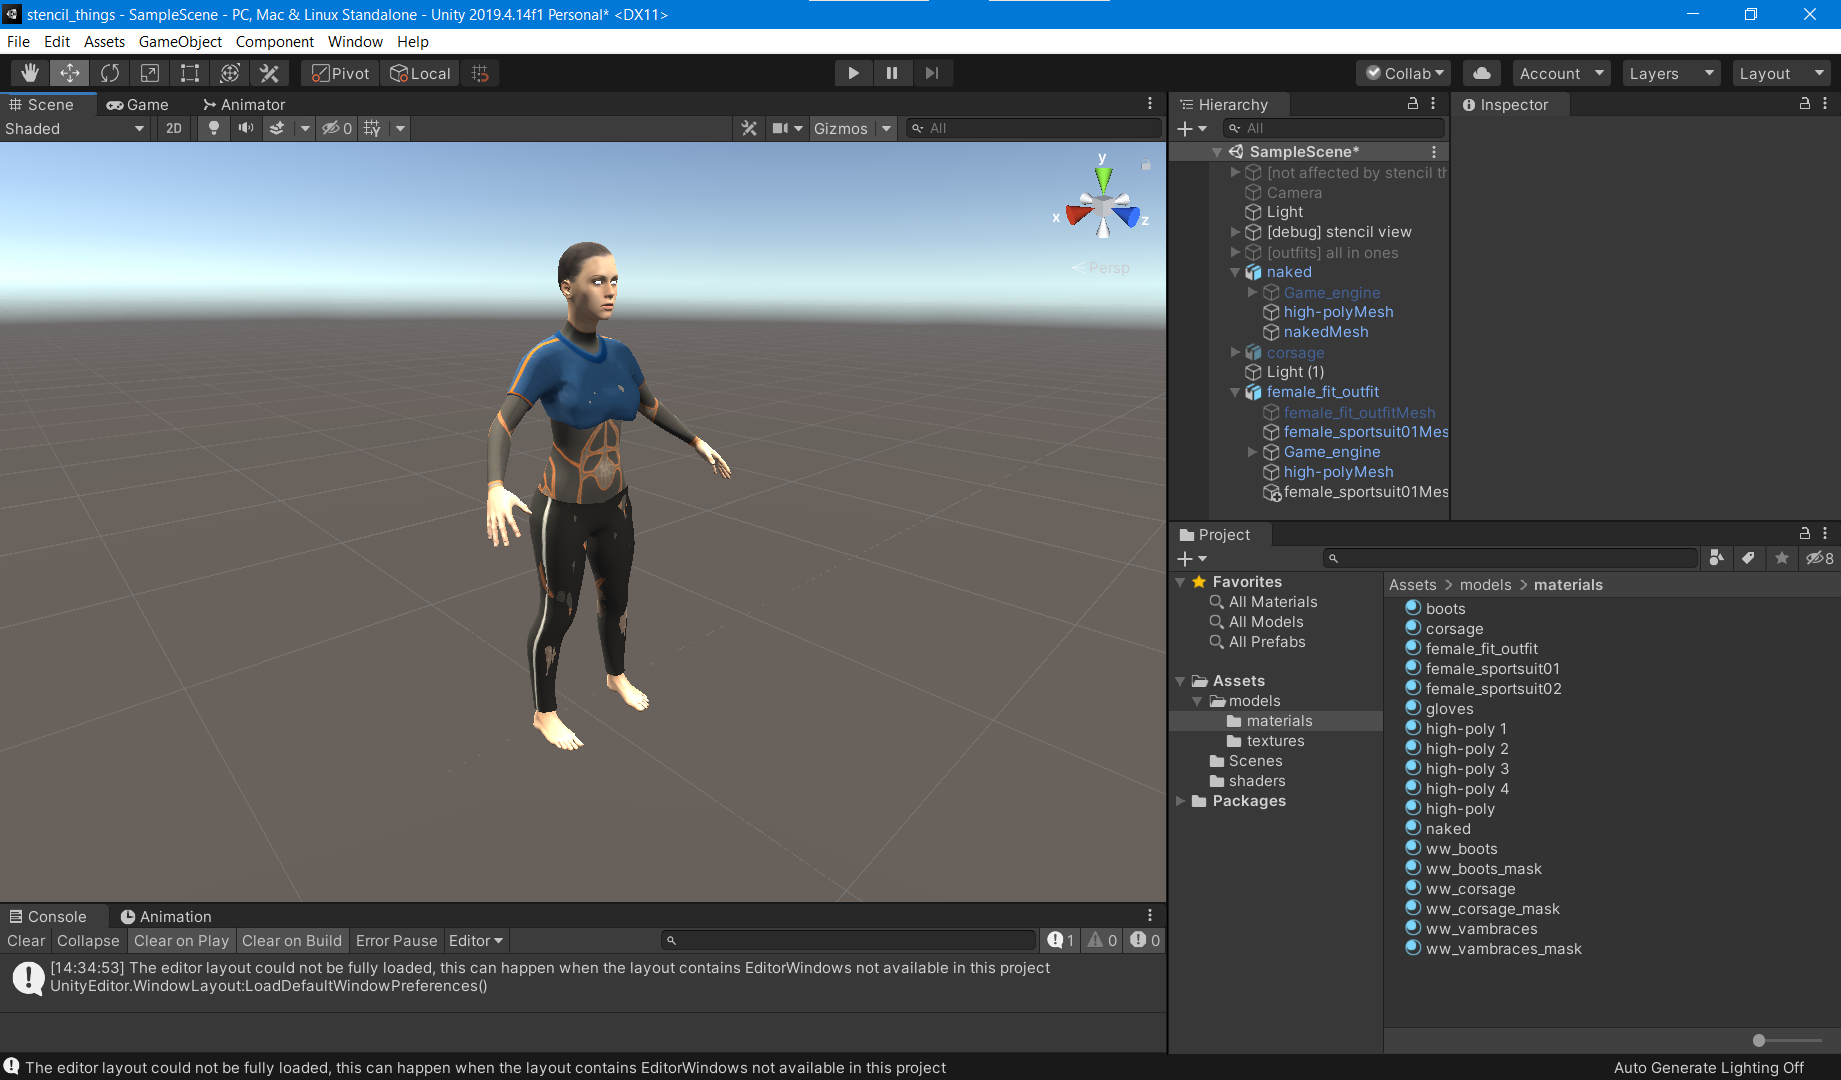 stencil_things - SampleScene - PC, Mac & Linux Standalone - Unity 2019.4.14f1 Personal* <DX11>
File Edit Assets GameObject Component Window Help
Pivot Local Collab Account Layers Layout
Scene Game Animator
Shaded 2D 0 Gizmos All
y
x z
Persp
Hierarchy
All
SampleScene*
[not affected by stencil th
Camera
Light
[debug] stencil view
[outfits] all in ones
naked
Game_engine
high-polyMesh
nakedMesh
corsage
Light (1)
female_fit_outfit
female_fit_outfitMesh
female_sportsuit01Mes
Game_engine
high-polyMesh
female_sportsuit01Mes
Inspector
Project
8
Favorites
All Materials
All Models
All Prefabs
Assets
models
materials
textures
Scenes
shaders
Packages
Assets > models > materials
boots
corsage
female_fit_outfit
female_sportsuit01
female_sportsuit02
gloves
high-poly 1
high-poly 2
high-poly 3
high-poly 4
high-poly
naked
ww_boots
ww_boots_mask
ww_corsage
ww_corsage_mask
ww_vambraces
ww_vambraces_mask
Console Animation
Clear Collapse Clear on Play Clear on Build Error Pause Editor 1 0 0
[14:34:53] The editor layout could not be fully loaded, this can happen when the layout contains EditorWindows not available in this project
UnityEditor.WindowLayout:LoadDefaultWindowPreferences()
The editor layout could not be fully loaded, this can happen when the layout contains EditorWindows not available in this project
Auto Generate Lighting Off